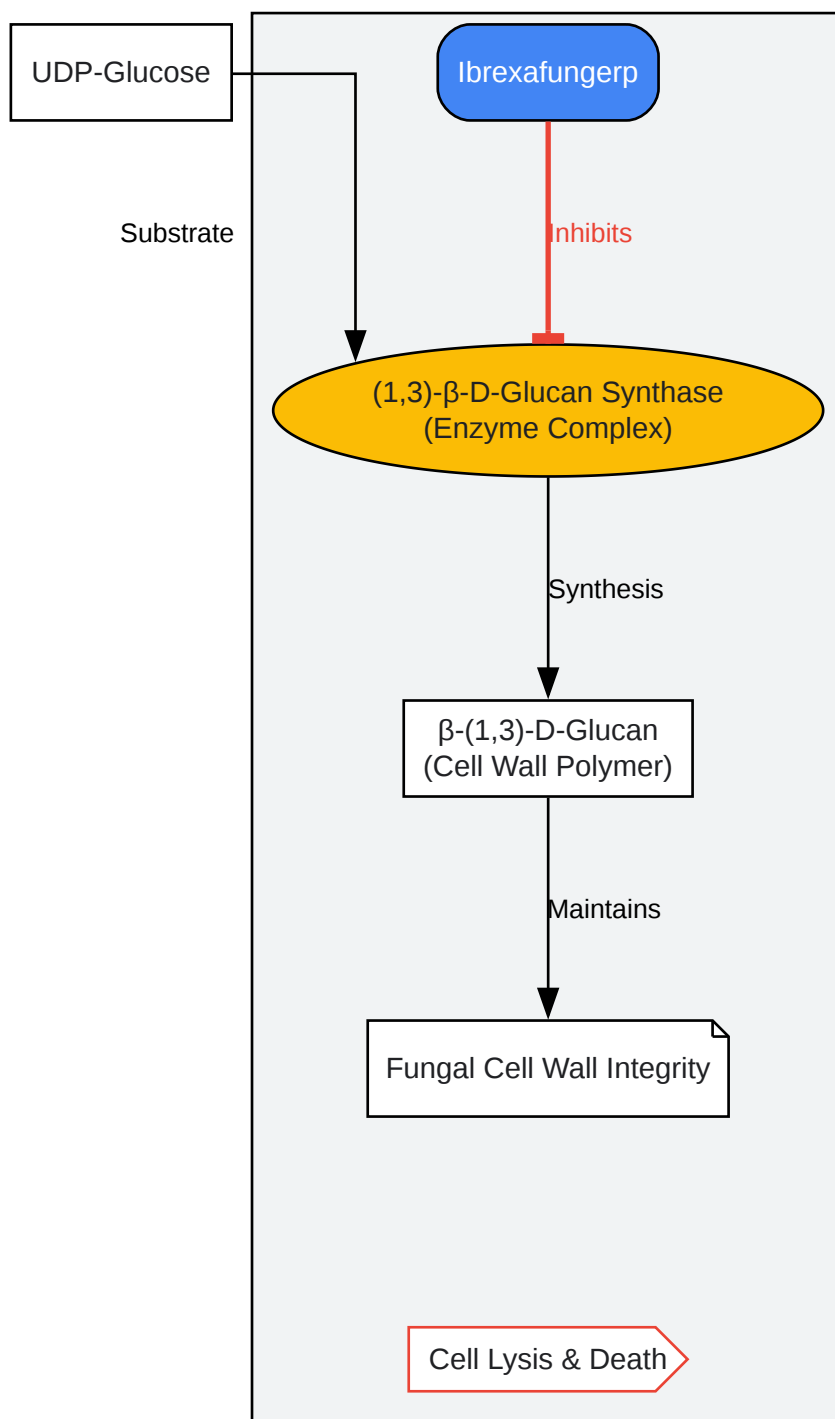 UDP-Glucose
Ibrexafungerp
Substrate
Inhibits
(1,3)-β-D-Glucan Synthase
(Enzyme Complex)
Synthesis
β-(1,3)-D-Glucan
(Cell Wall Polymer)
Maintains
Fungal Cell Wall Integrity
Cell Lysis & Death